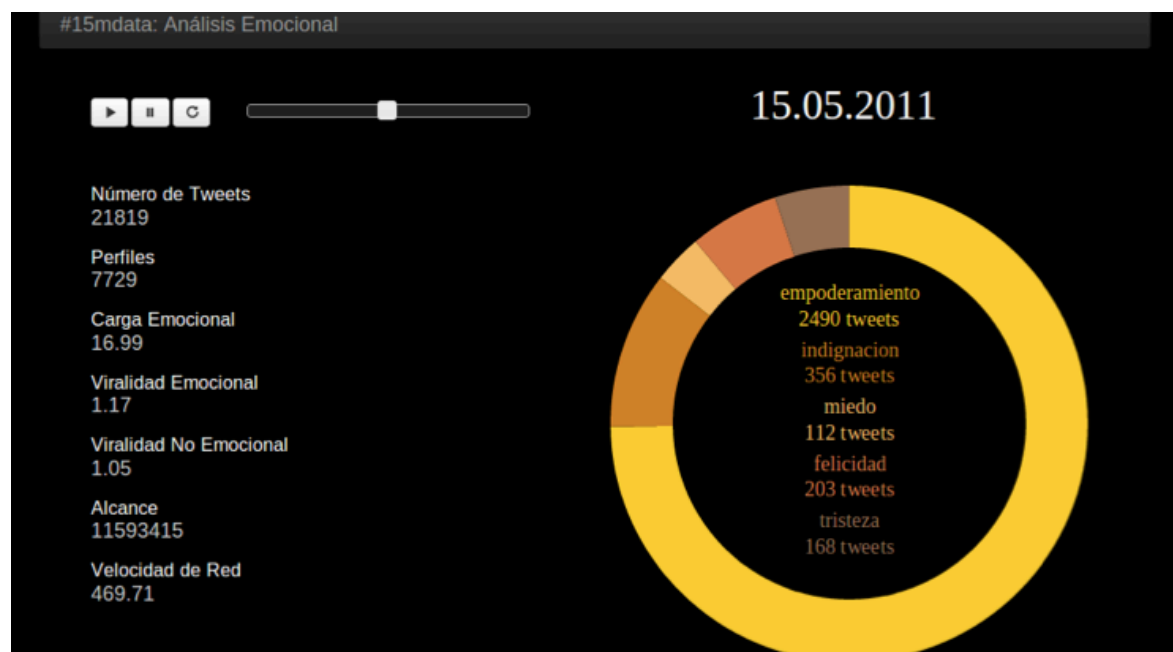 #15mdata: Análisis Emocional
15.05.2011
Número de Tweets
21819
Perfiles
7729
Carga Emocional
16.99
Viralidad Emocional
1.17
Viralidad No Emocional
1.05
Alcance
11593415
Velocidad de Red
469.71
empoderamiento
2490 tweets
indignacion
356 tweets
miedo
112 tweets
felicidad
203 tweets
tristeza
168 tweets